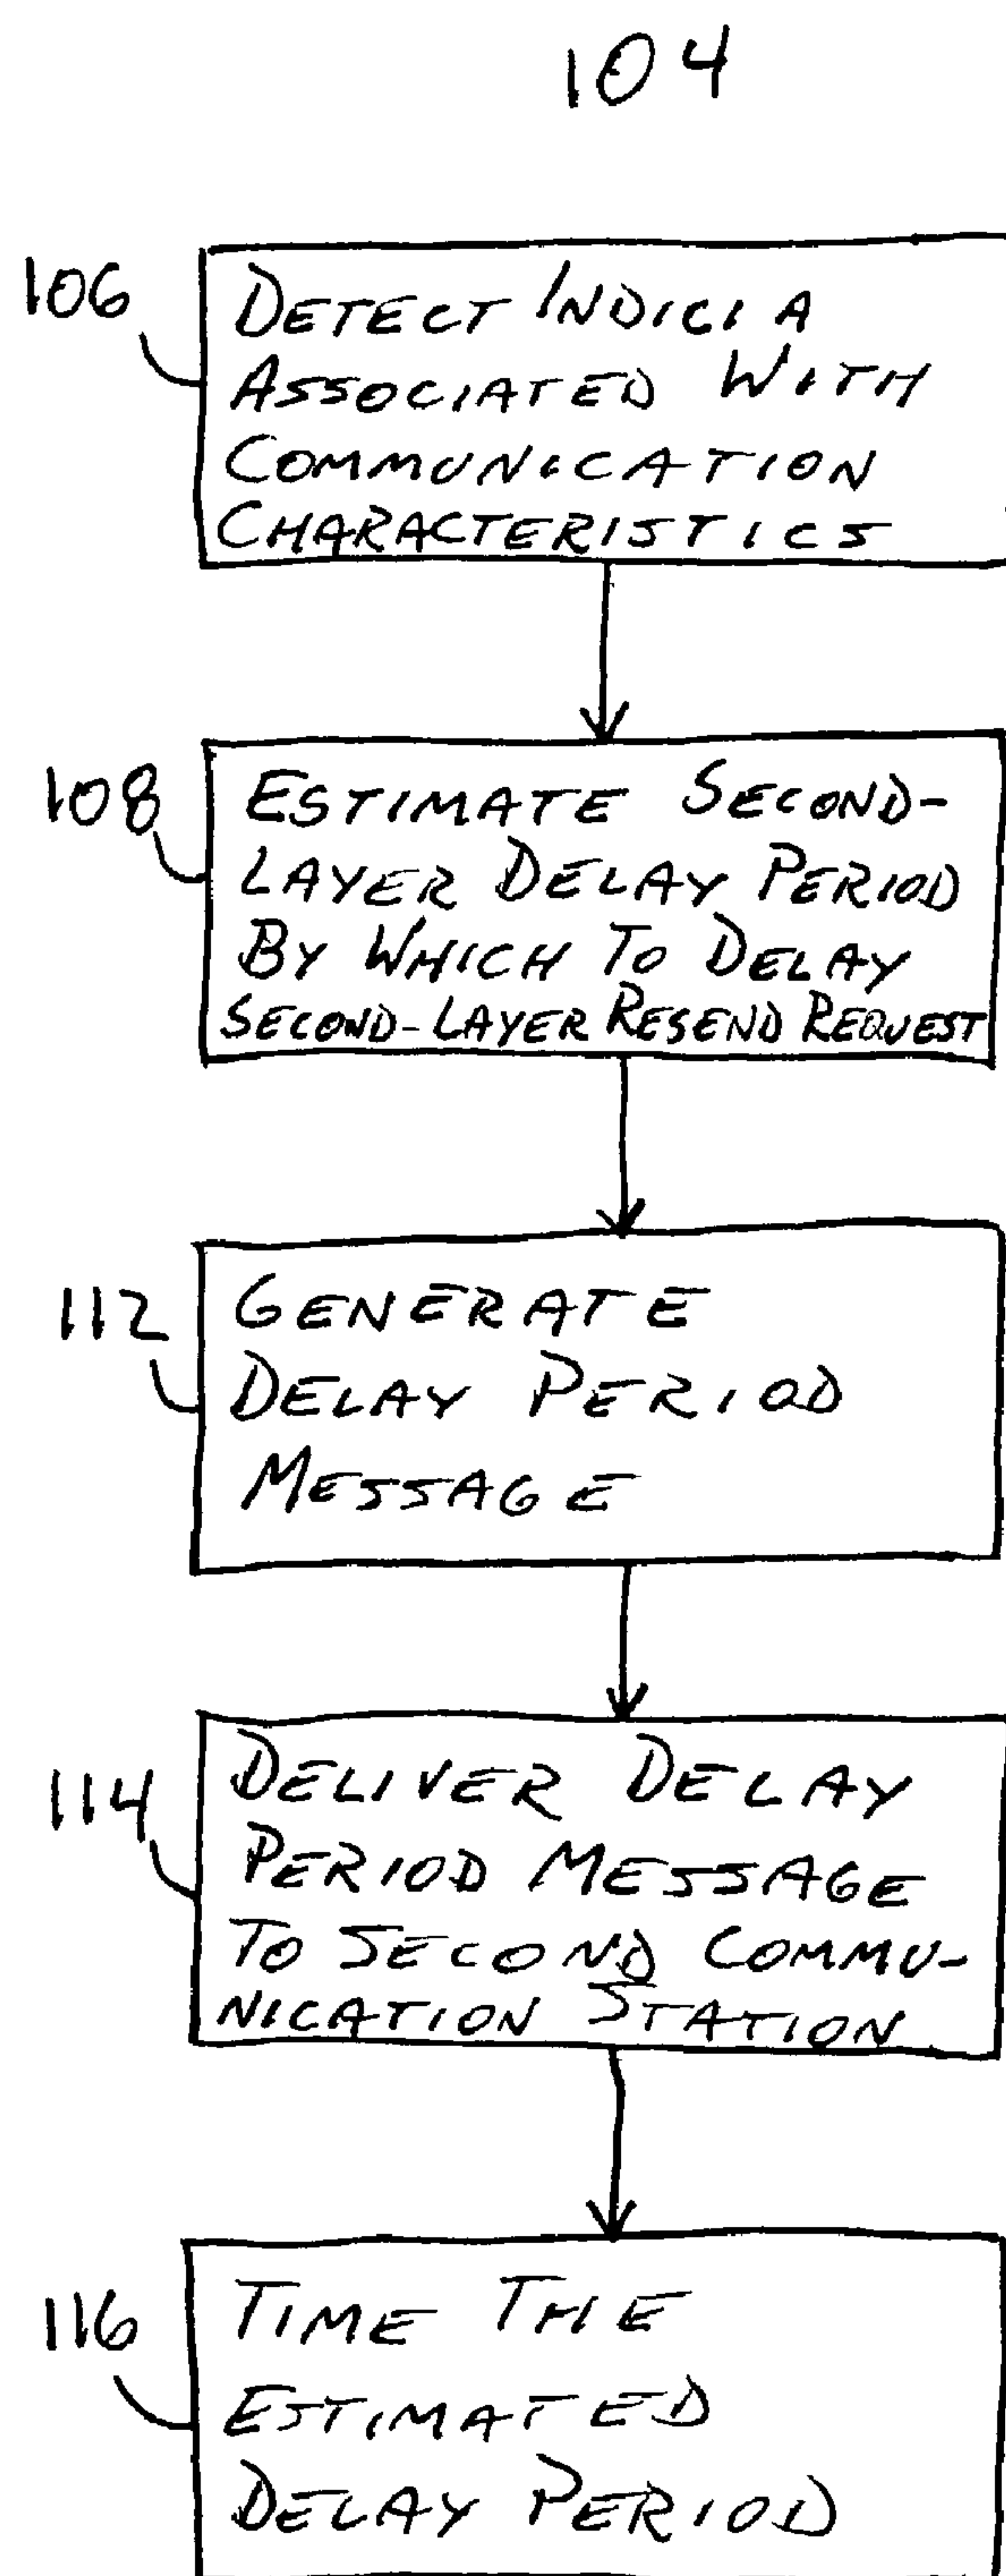 104
106
DETECT INDICIA
ASSOCIATED WITH
COMMUNICATION
CHARACTERISTICS
108
ESTIMATE SECOND-
LAYER DELAY PERIOD
BY WHICH TO DELAY
SECOND-LAYER RESEND REQUEST
112
GENERATE
DELAY PERIOD
MESSAGE
114
DELIVER DELAY
PERIOD MESSAGE
TO SECOND COMMU-
NICATION STATION
116
TIME THE
ESTIMATED
DELAY PERIOD